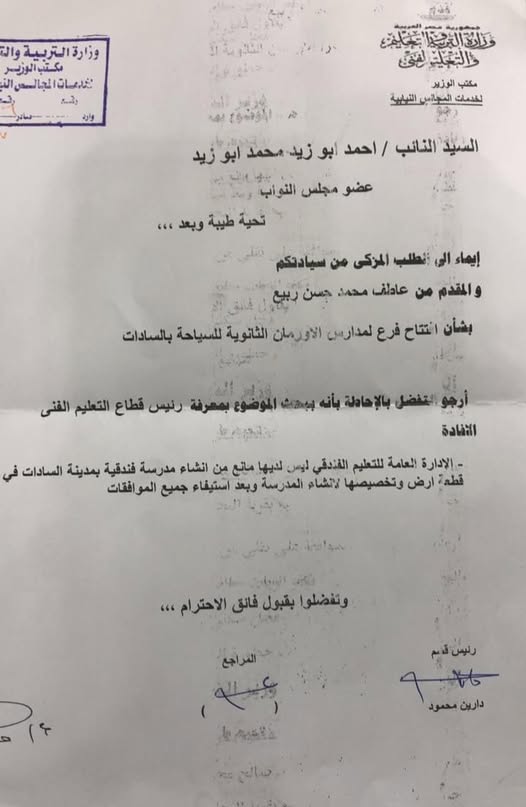 جمهورية مصر العربية
وزارة التربية والتعليم
والتعليم الفنى
مكتب الوزير
لخدمات المجالس النيابية
وزارة التربية والت
مكتب الوزير
لخدمات المجالس الني
رقم
وارد
صادر
السيد النائب / احمد ابو زيد محمد ابو زيد
عضو مجلس النواب
تحية طيبة وبعد ،،،
إيماء الى الطلب المزكى من سيادتكم
والمقدم من عاطف محمد حسن ربيع
بشأن افتتاح فرع لمدارس الاورمان الثانوية للسياحة بالسادات
أرجو التفضل بالإحاطة بأنه ببحث الموضوع بمعرفة رئيس قطاع التعليم الفنى
الافادة
- الإدارة العامة للتعليم الفندقي ليس لديها مانع من انشاء مدرسة فندقية بمدينة السادات في
قطعة ارض وتخصيصها لانشاء المدرسة وبعد استيفاء جميع الموافقات
وتفضلوا بقبول فائق الاحترام ،،،
رئيس قسم
المراجع
دارين محمود
( )